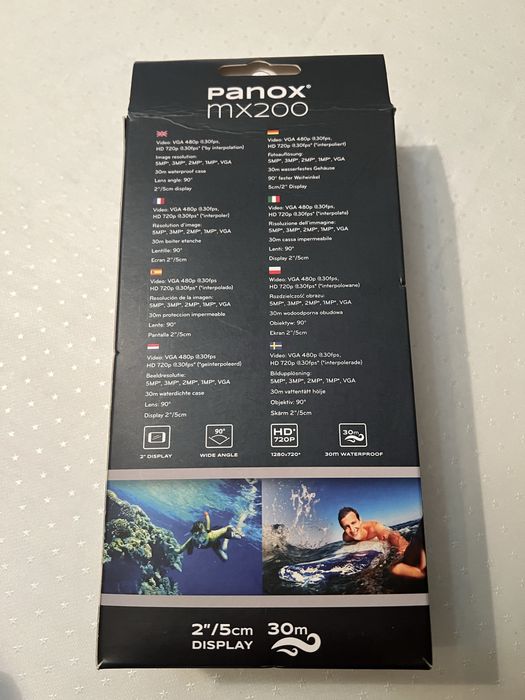 Panox®
mx200
Video: VGA 480p @30fps,
HD 720p @30fps* (*by interpolation)
Image resolution:
5MP*, 3MP*, 2MP*, 1MP*, VGA
30m waterproof case
Lens angle: 90°
2"/5cm display
Video: VGA 480p @30fps,
HD 720p @30fps* (*interpoler)
Résolution d'image:
5MP*, 3MP*, 2MP*, 1MP*, VGA
30m boiter etanche
Lentille: 90°
Ecran 2"/5cm
Video: VGA 480p @30fps
HD 720p @30fps* (*interpolado)
Resolución de la imagen:
5MP*, 3MP*, 2MP*, 1MP*, VGA
30m proteccion impermeable
Lente: 90°
Pantalla 2"/5cm
Video: VGA 480p @30fps
HD 720p @30fps* (*geinterpoleerd)
Beeldresolutie:
5MP*, 3MP*, 2MP*, 1MP*, VGA
30m waterdichte case
Lens: 90°
Display 2"/5cm
Video: VGA 480p @30fps,
HD 720p @30fps* (*interpoliert)
Fotoauflösung:
5MP*, 3MP*, 2MP*, 1MP*, VGA
30m wasserfestes Gehäuse
90° fester Weitwinkel
5cm/2" Display
Video: VGA 480p @30fps,
HD 720p @30fps* (*interpolata)
Risoluzione dell'immagine:
5MP*, 3MP*, 2MP*, 1MP*, VGA
30m cassa impermeabile
Lenti: 90°
Display 2"/5cm
Wideo: VGA 480p @30fps,
HD 720p @30fps* (*interpolowane)
Rozdzielczość obrazu:
5MP*, 3MP*, 2MP*, 1MP*, VGA
30m wodoodporna obudowa
Obiektyw: 90°
Ekran 2"/5cm
Video: VGA 480p @30fps,
HD 720p @30fps* (*interpolerade)
Bildupplösning:
5MP*, 3MP*, 2MP*, 1MP*, VGA
30m vattentätt hölje
Objektiv: 90°
Skärm 2"/5cm
2" DISPLAY
90°
WIDE ANGLE
HD*
720P
1280x720*
30m
30M WATERPROOF
2"/5cm
DISPLAY
30m